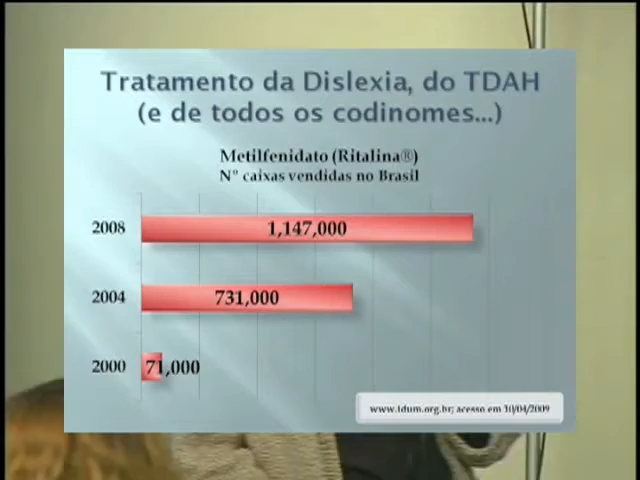 Tratamento da Dislexia, do TDAH
(e de todos os codinomes...)
Metilfenidato (Ritalina®)
Nº caixas vendidas no Brasil
2008 1,147,000
2004 731,000
2000 71,000
www.idum.org.br; acesso em 30/04/2009